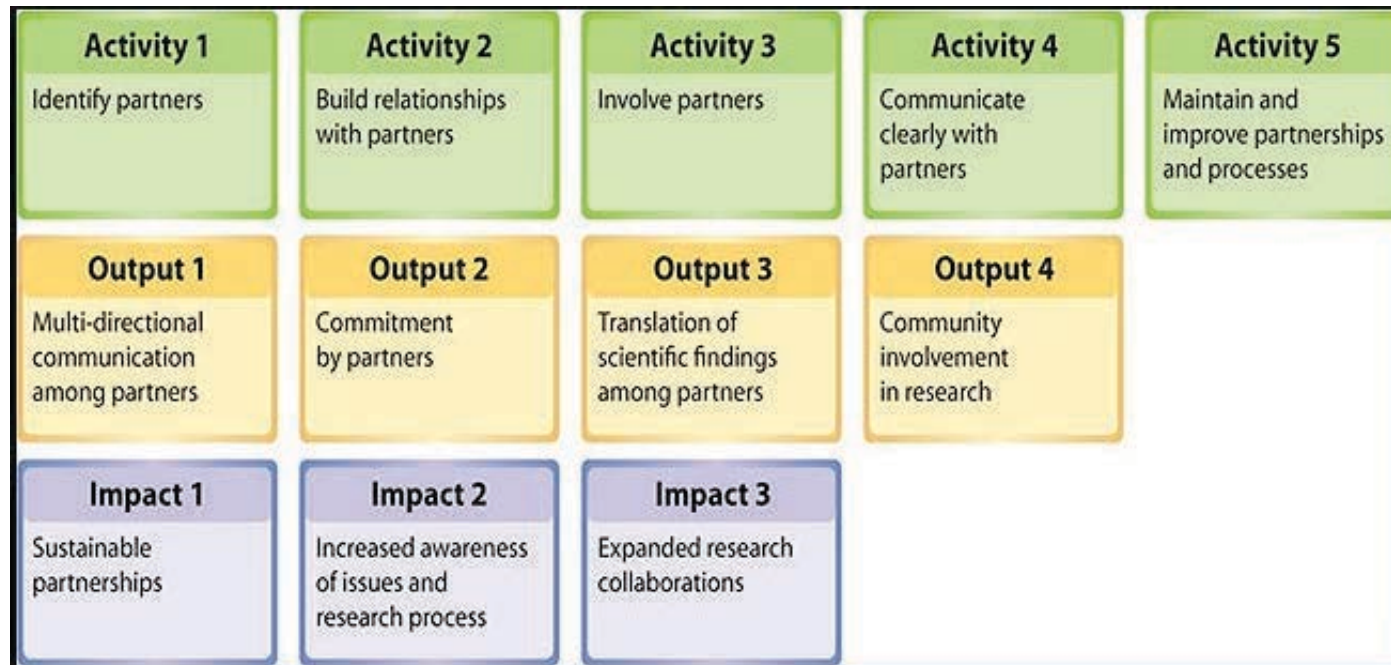 Activity 1
Identify partners
Activity 2
Build relationships
with partners
Activity 3
Involve partners
Activity 4
Communicate
clearly with
partners
Activity 5
Maintain and
improve partnerships
and processes
Output 1
Multi-directional
communication
among partners
Output 2
Commitment
by partners
Output 3
Translation of
scientific findings
among partners
Output 4
Community
involvement
in research
Impact 1
Sustainable
partnerships
Impact 2
Increased awareness
of issues and
research process
Impact 3
Expanded research
collaborations